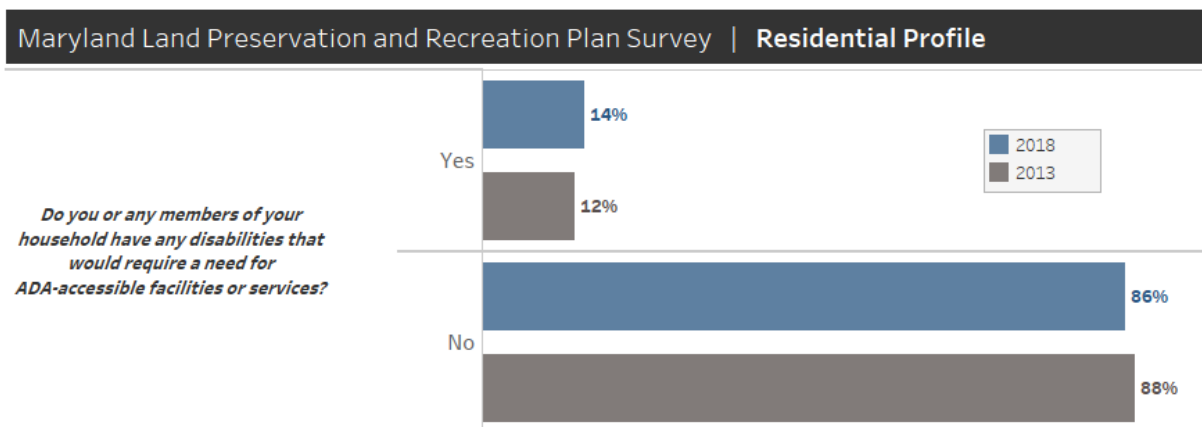 Maryland Land Preservation and Recreation Plan Survey | Residential Profile
Do you or any members of your
household have any disabilities that
would require a need for
ADA-accessible facilities or services?
Yes
14%
12%
No
86%
88%
2018
2013